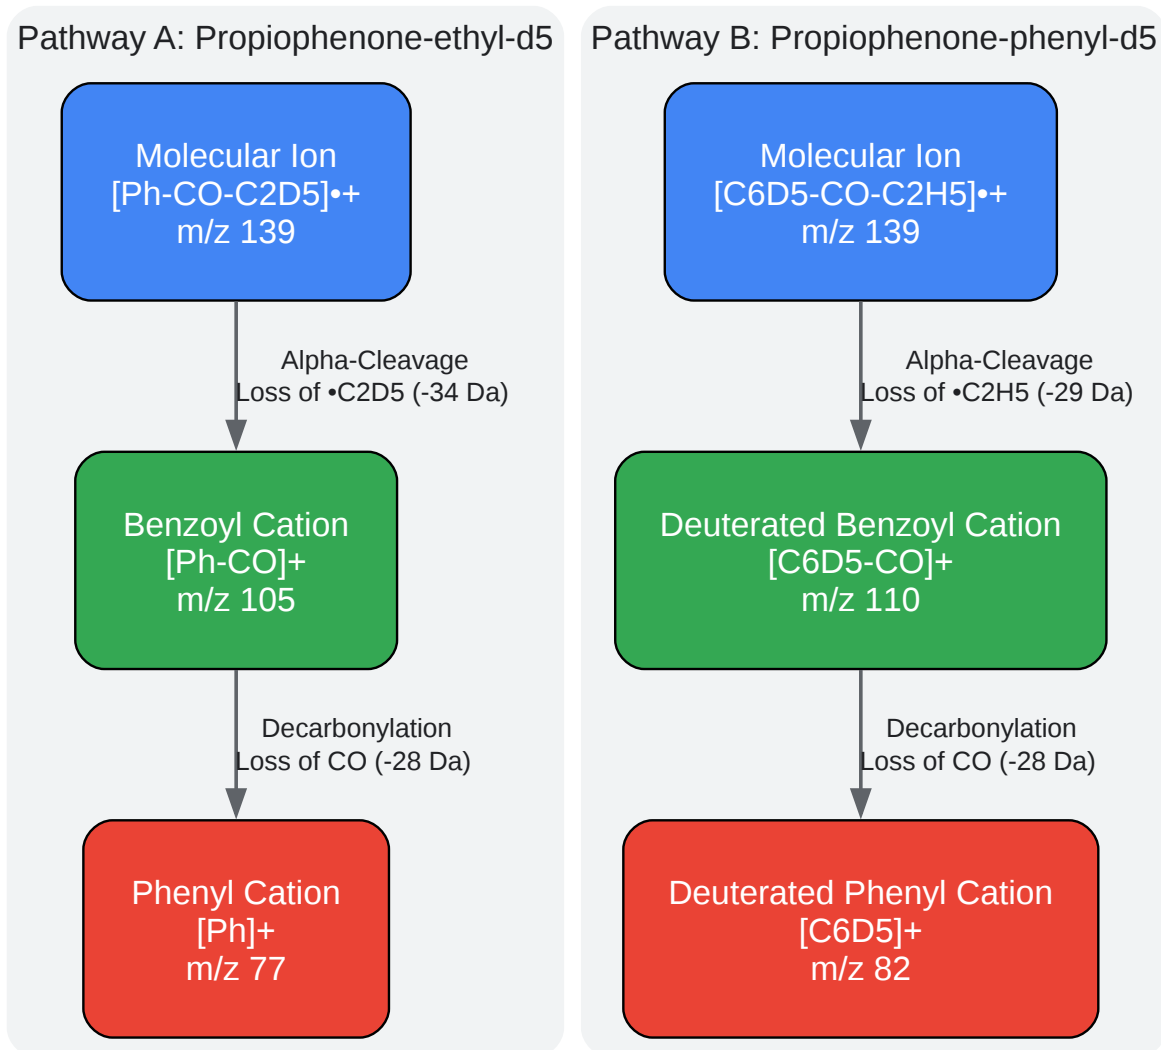 Pathway A: Propiophenone-ethyl-d5
Molecular Ion
[Ph-CO-C2D5]•+
m/z 139
Alpha-Cleavage
Loss of •C2D5 (-34 Da)
Benzoyl Cation
[Ph-CO]+
m/z 105
Decarbonylation
Loss of CO (-28 Da)
Phenyl Cation
[Ph]+
m/z 77
Pathway B: Propiophenone-phenyl-d5
Molecular Ion
[C6D5-CO-C2H5]•+
m/z 139
Alpha-Cleavage
Loss of •C2H5 (-29 Da)
Deuterated Benzoyl Cation
[C6D5-CO]+
m/z 110
Decarbonylation
Loss of CO (-28 Da)
Deuterated Phenyl Cation
[C6D5]+
m/z 82